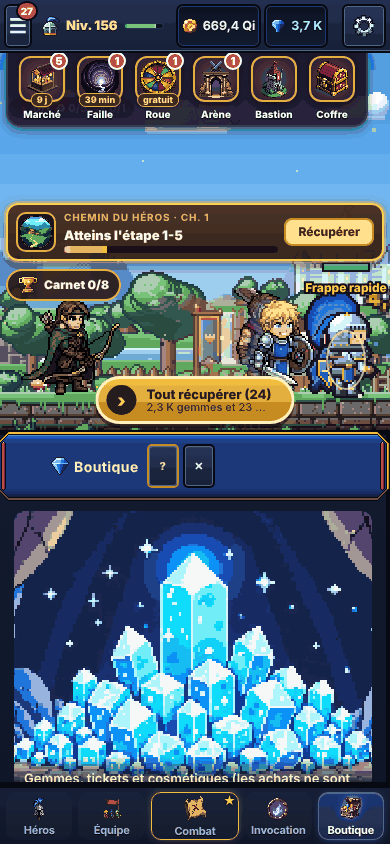 27
Niv. 156
669,4 Qi
3,7 K
5
1
1
1
9 j
39 min
gratuit
Marché
Faille
Roue
Arène
Bastion
Coffre
CHEMIN DU HÉROS · CH. 1
Atteins l'étape 1-5
Récupérer
Carnet 0/8
Frappe rapide
Tout récupérer (24)
2,3 K gemmes et 23 ...
Boutique
?
×
Gemmes, tickets et cosmétiques (les achats ne sont
Héros
Équipe
Combat
Invocation
Boutique